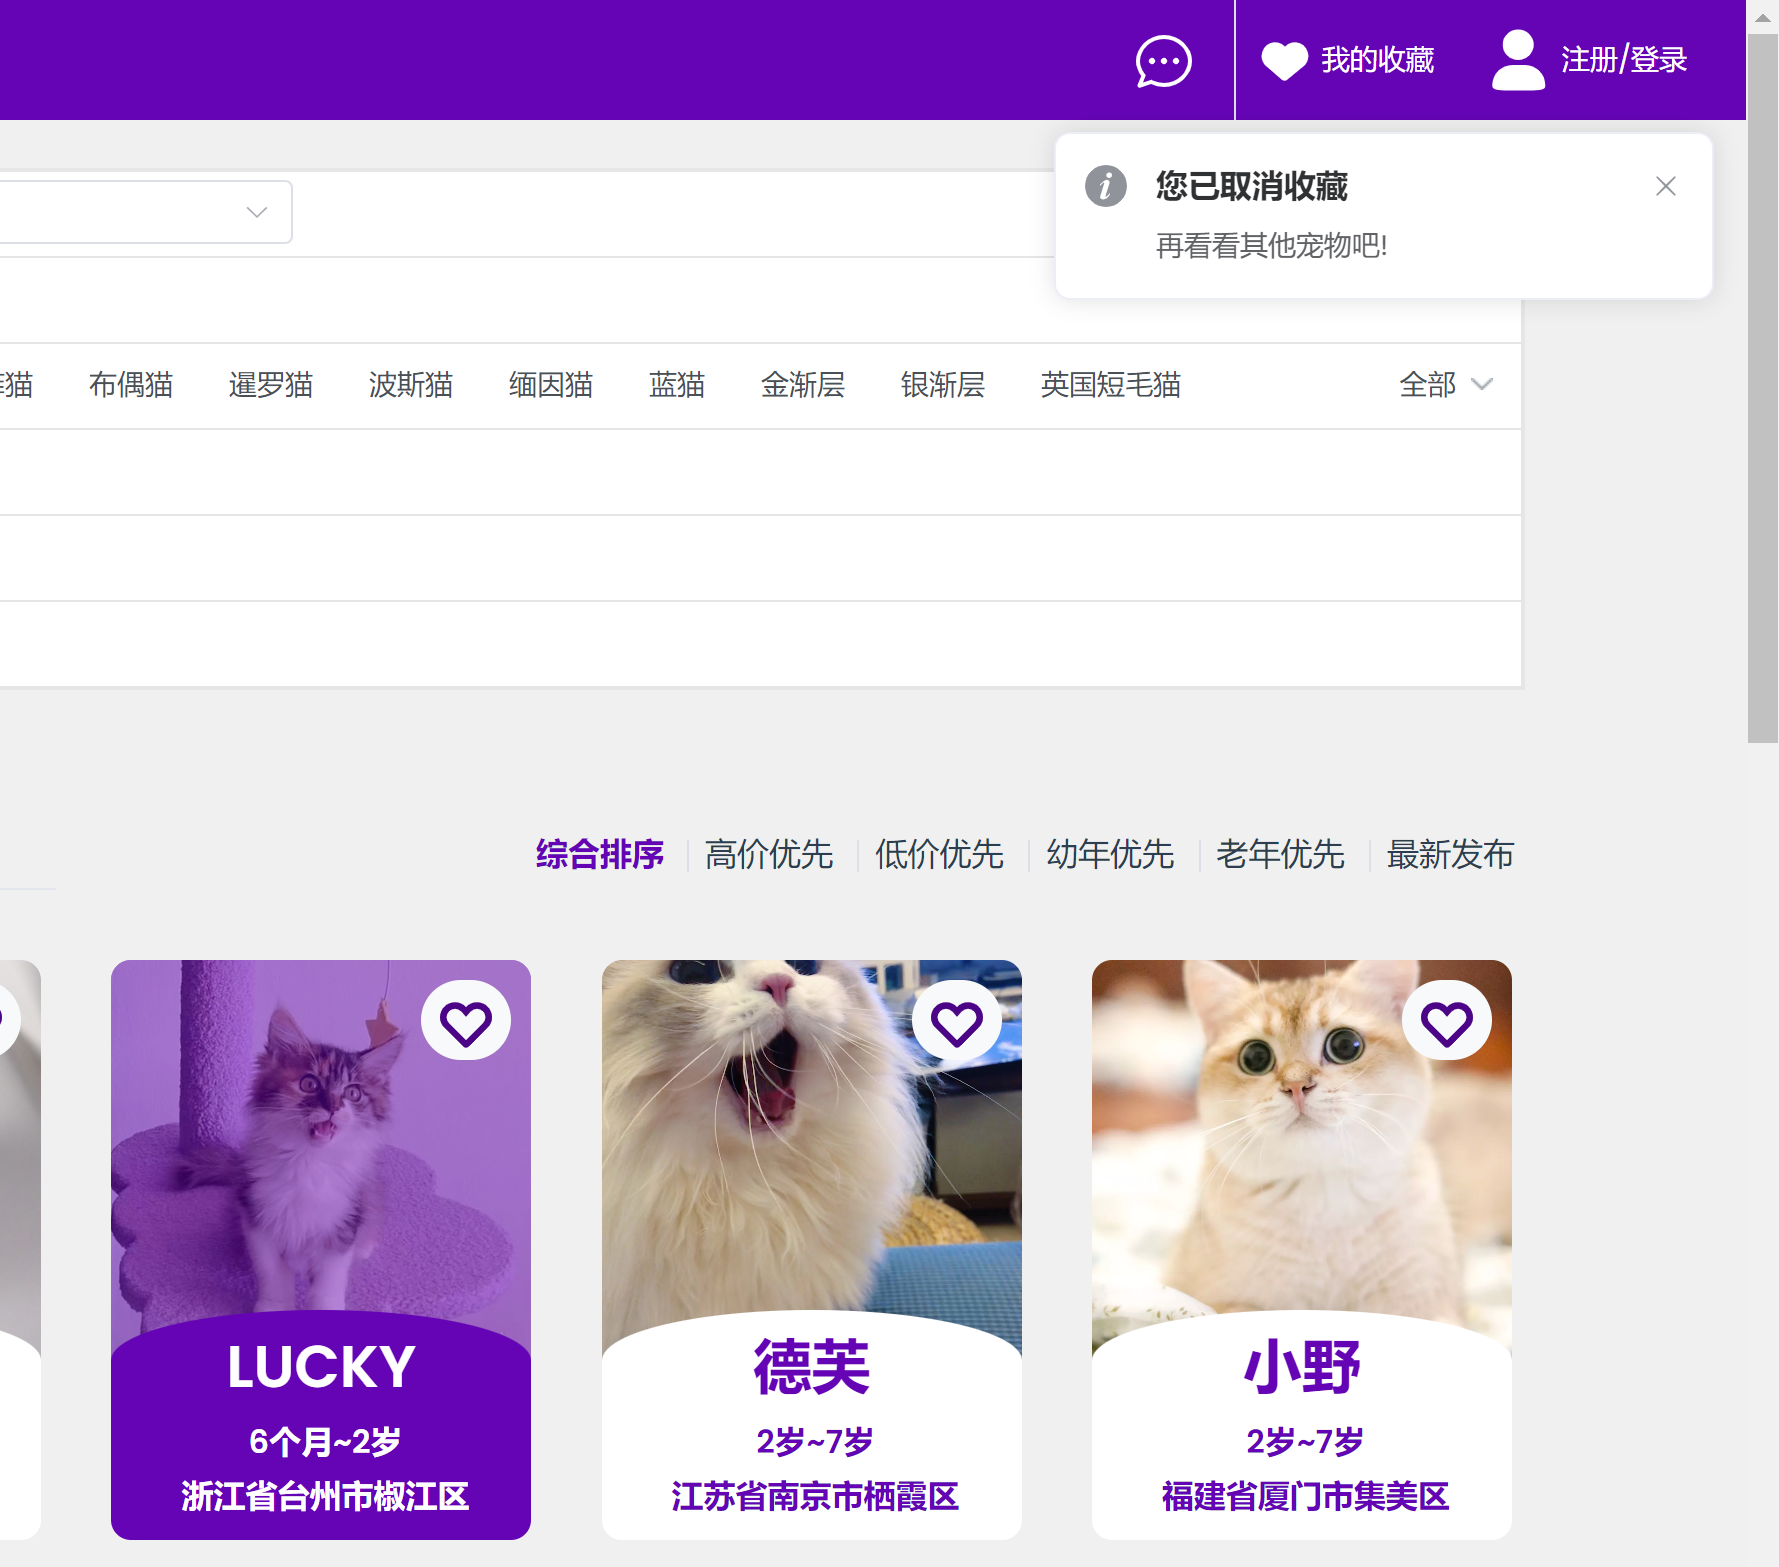 我的收藏
注册/登录
您已取消收藏
再看看其他宠物吧!
猫
布偶猫
暹罗猫
波斯猫
缅因猫
蓝猫
金渐层
银渐层
英国短毛猫
全部
综合排序
高价优先
低价优先
幼年优先
老年优先
最新发布
LUCKY
6个月~2岁
浙江省台州市椒江区
德芙
2岁~7岁
江苏省南京市栖霞区
小野
2岁~7岁
福建省厦门市集美区